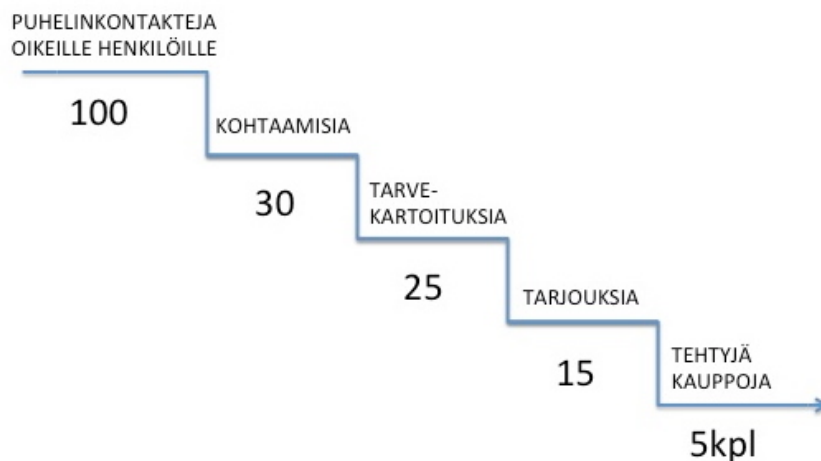 PUHELINKONTAKTEJA
OIKEILLE HENKILÖILLE
100
KOHTAAMISIA
30
TARVE-
KARTOITUKSIA
25
TARJOUKSIA
15
TEHTYJÄ
KAUPPOJA
5kpl